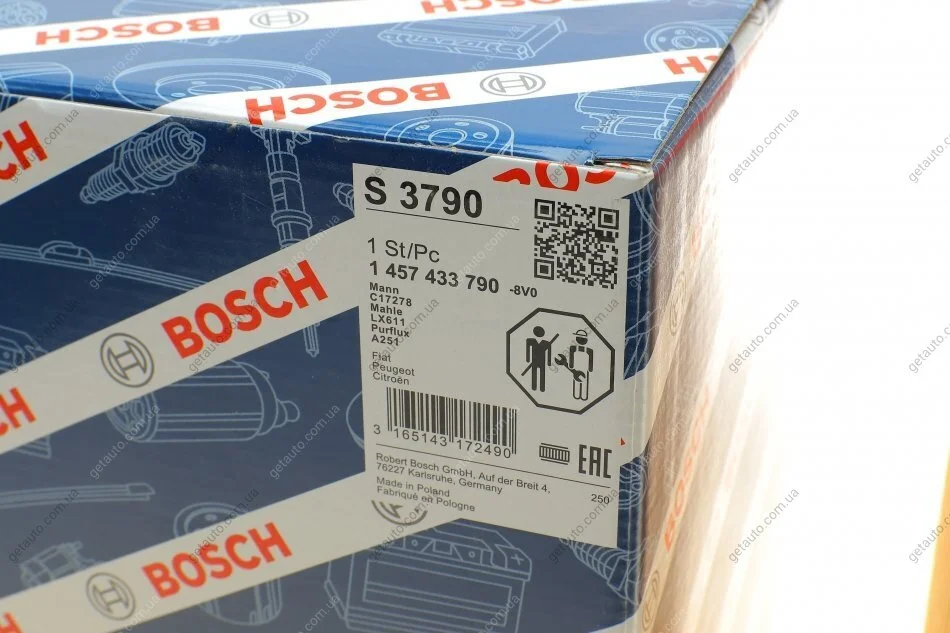 BOSCH
BOSCH
BOSCH
H
BOSCH
S 3790
1 St/Pc
1 457 433 790 -8V0
Mann
C17278
Mahle
LX611
Purflux
A251
Fiat
Peugeot
Citroën
3 165143 172490
EAC
Robert Bosch GmbH, Auf der Breit 4,
76227 Karlsruhe, Germany
Made in Poland
Fabriqué en Pologne
250
BOSCH
BOSCH
getauto.com.ua